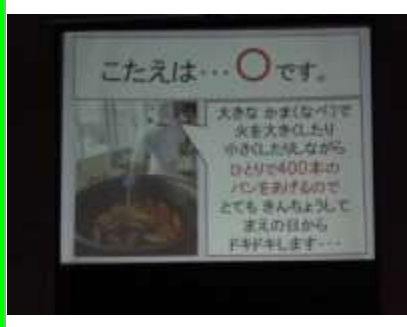 こたえは…〇です。
大きな かま(なべ)で
火を大きくしたり
小さくしたりしながら
ひとりで400本の
パンをあげるので
とても きんちょうして
まえの日から
ドキドキします…